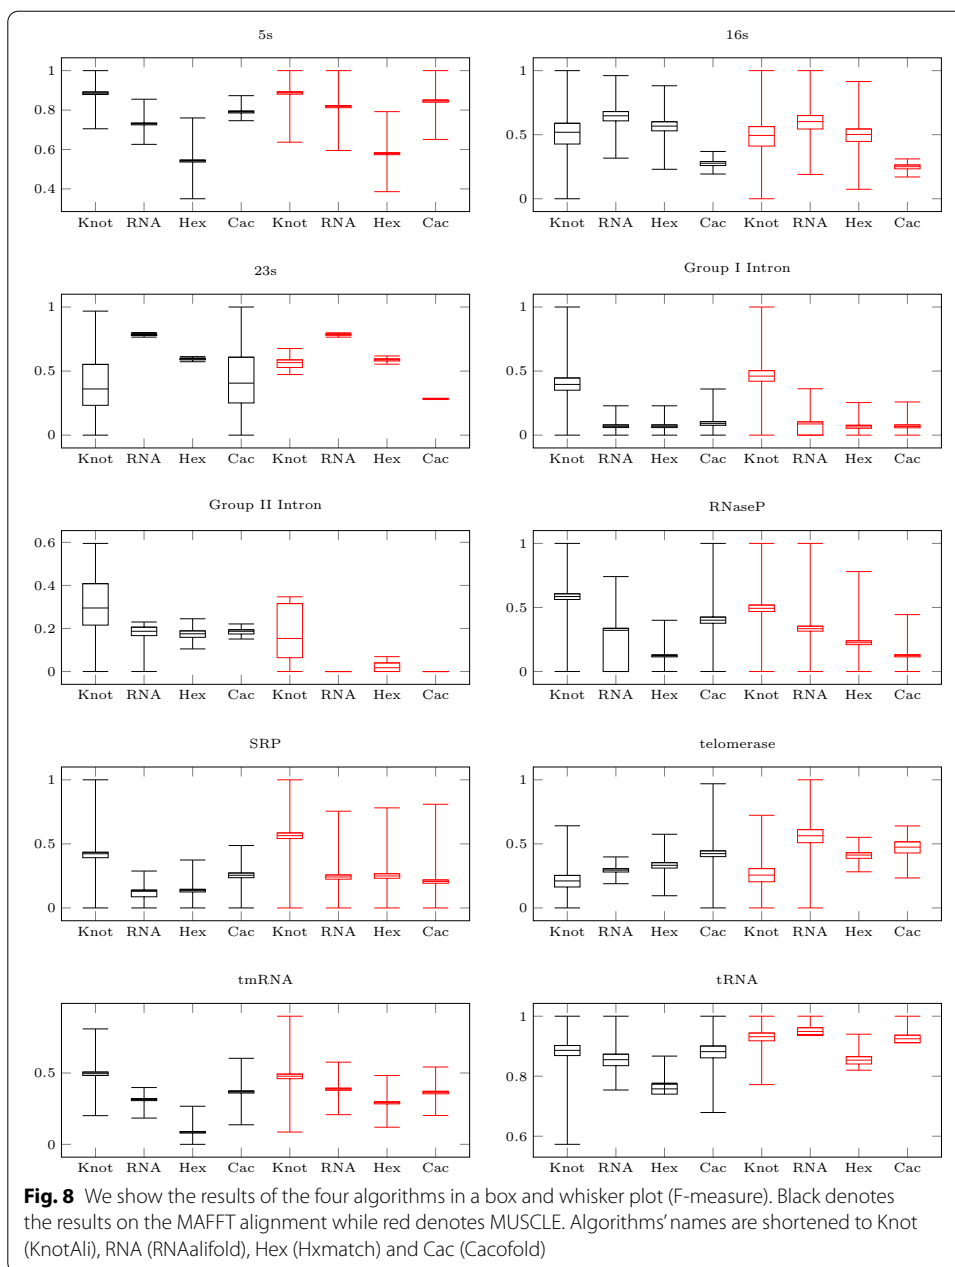 5s
16s
1
0.8
0.6
0.4
Knot RNA Hex Cac Knot RNA Hex Cac
1
0.5
0
Knot RNA Hex Cac Knot RNA Hex Cac
23s
Group I Intron
1
0.5
0
Knot RNA Hex Cac Knot RNA Hex Cac
1
0.5
0
Knot RNA Hex Cac Knot RNA Hex Cac
Group II Intron
RNaseP
0.6
0.4
0.2
0
Knot RNA Hex Cac Knot RNA Hex Cac
1
0.5
0
Knot RNA Hex Cac Knot RNA Hex Cac
SRP
telomerase
1
0.5
0
Knot RNA Hex Cac Knot RNA Hex Cac
1
0.5
0
Knot RNA Hex Cac Knot RNA Hex Cac
tmRNA
tRNA
0.5
0
Knot RNA Hex Cac Knot RNA Hex Cac
1
0.8
0.6
Knot RNA Hex Cac Knot RNA Hex Cac
Fig. 8 We show the results of the four algorithms in a box and whisker plot (F-measure). Black denotes
the results on the MAFFT alignment while red denotes MUSCLE. Algorithms' names are shortened to Knot
(KnotAli), RNA (RNAalifold), Hex (Hxmatch) and Cac (Cacofold)